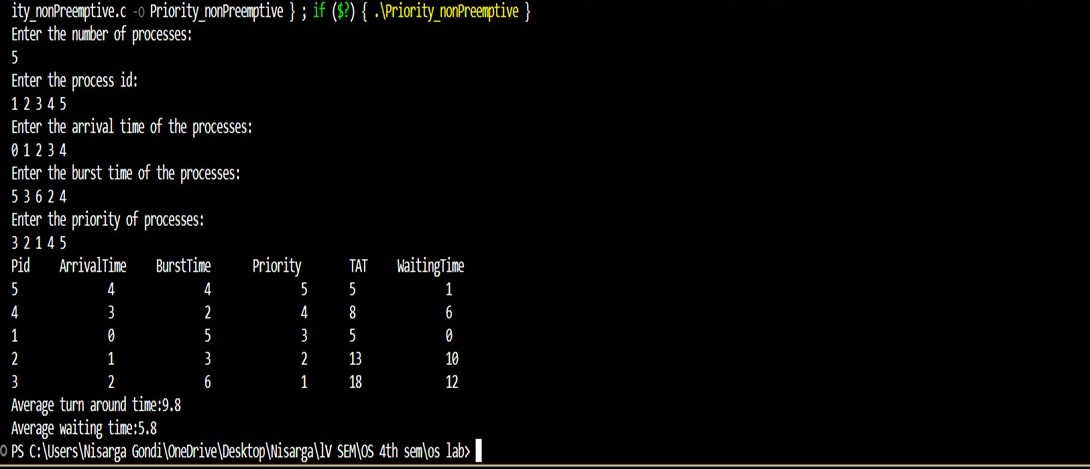 ity_nonPreemptive.c -o Priority_nonPreemptive } ; if ($?) { .\Priority_nonPreemptive }
Enter the number of processes:
5
Enter the process id:
1 2 3 4 5
Enter the arrival time of the processes:
0 1 2 3 4
Enter the burst time of the processes:
5 3 6 2 4
Enter the priority of processes:
3 2 1 4 5
Pid ArrivalTime BurstTime Priority TAT WaitingTime
5 4 4 5 5 1
4 3 2 4 8 6
1 0 5 3 5 0
2 1 3 2 13 10
3 2 6 1 18 12
Average turn around time:9.8
Average waiting time:5.8
PS C:\Users\Nisarga Gondi\OneDrive\Desktop\Nisarga\lV SEM\OS 4th sem\os lab>